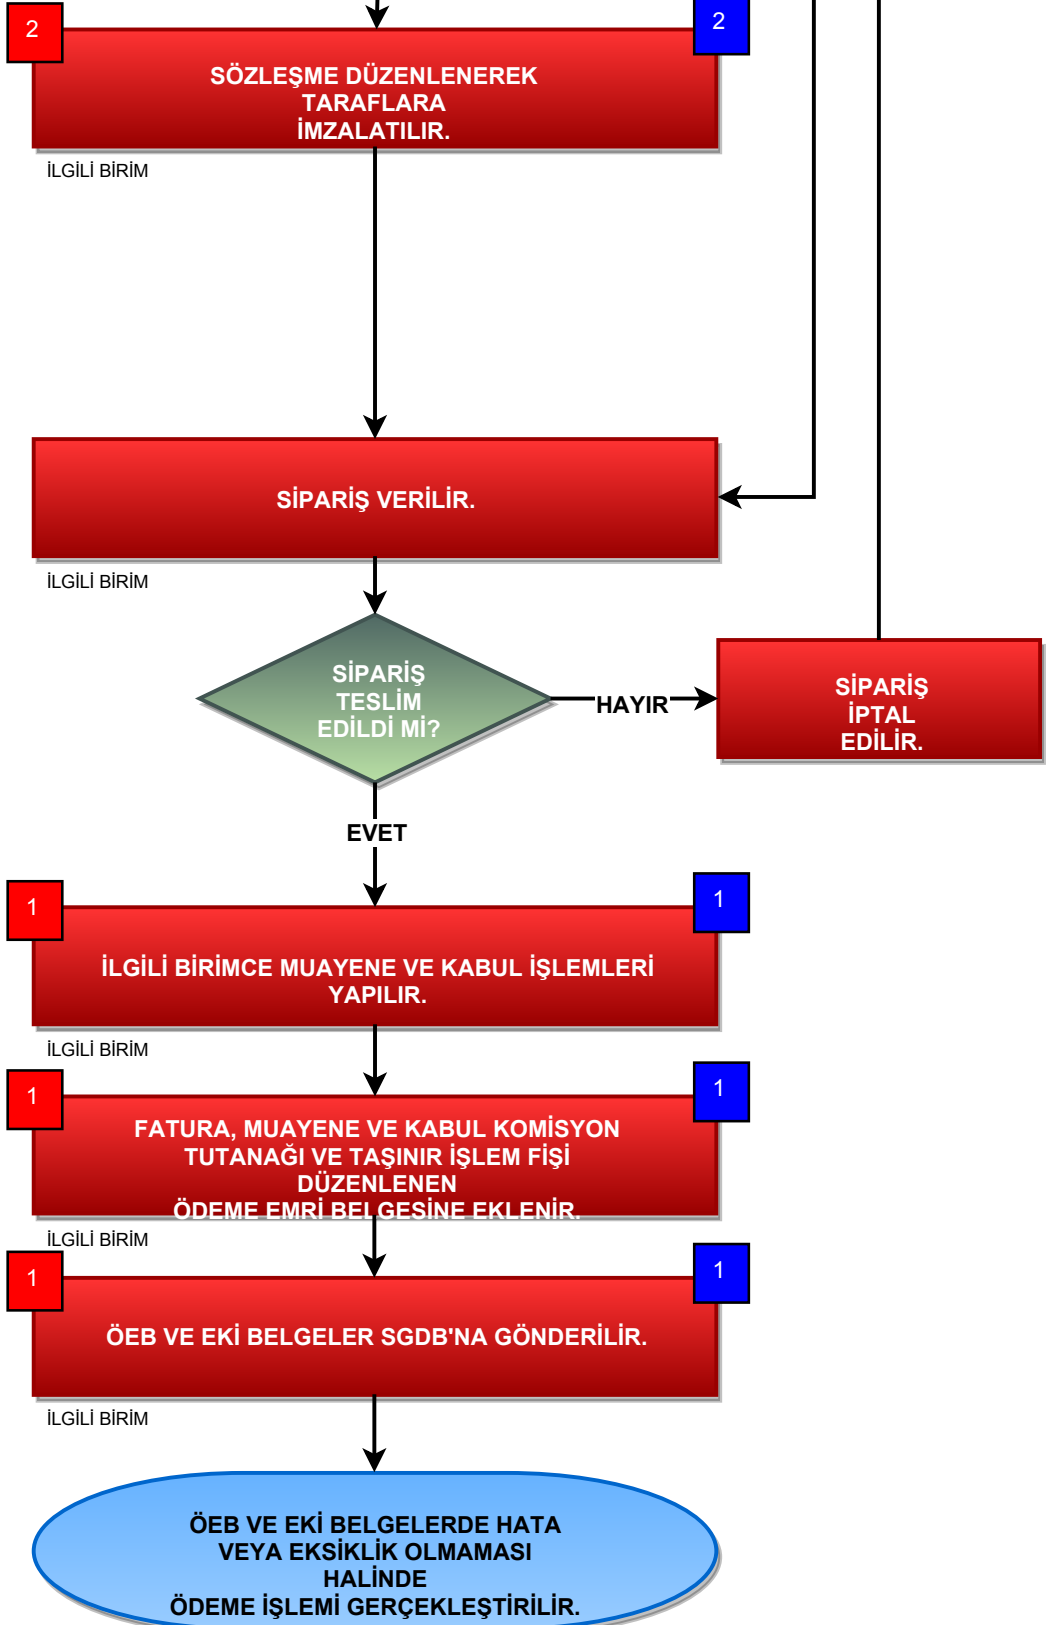 2
2
SÖZLEŞME DÜZENLENEREK
TARAFLARA
İMZALATILIR.
İLGİLİ BİRİM
SİPARİŞ VERİLİR.
İLGİLİ BİRİM
SİPARİŞ
TESLİM
EDİLDİ Mİ?
HAYIR
SİPARİŞ
İPTAL
EDİLİR.
EVET
1
1
İLGİLİ BİRİMCE MUAYENE VE KABUL İŞLEMLERİ
YAPILIR.
İLGİLİ BİRİM
1
1
FATURA, MUAYENE VE KABUL KOMİSYON
TUTANAĞI VE TAŞINIR İŞLEM FİŞİ
DÜZENLENEN
ÖDEME EMRİ BELGESİNE EKLENİR.
İLGİLİ BİRİM
1
1
ÖEB VE EKİ BELGELER SGDB'NA GÖNDERİLİR.
İLGİLİ BİRİM
ÖEB VE EKİ BELGELERDE HATA
VEYA EKSİKLİK OLMAMASI
HALİNDE
ÖDEME İŞLEMİ GERÇEKLEŞTİRİLİR.